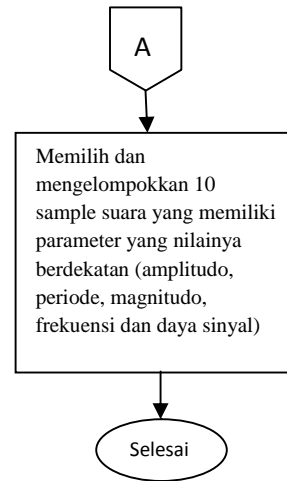 A
Memilih dan
mengelompokkan 10
sample suara yang memiliki
parameter yang nilainya
berdekatan (amplitudo,
periode, magnitudo,
frekuensi dan daya sinyal)
Selesai